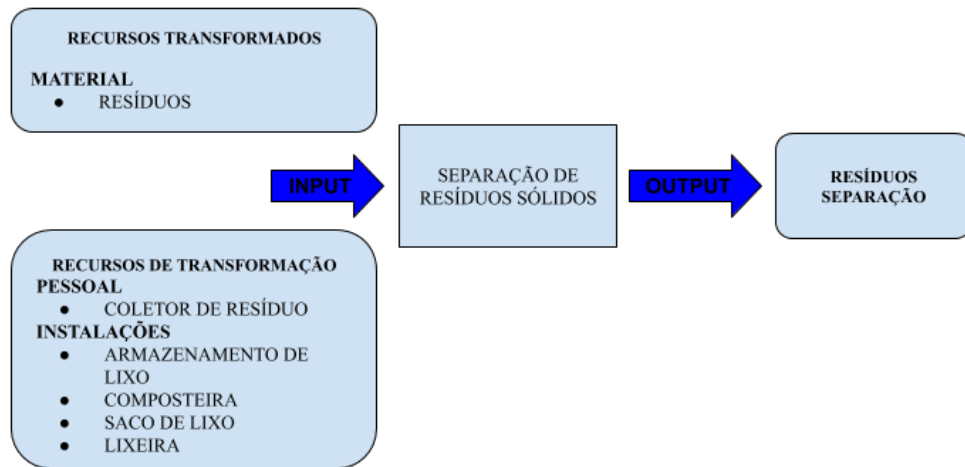 RECURSOS TRANSFORMADOS
MATERIAL
● RESÍDUOS
INPUT
SEPARAÇÃO DE
RESÍDUOS SÓLIDOS
OUTPUT
RESÍDUOS
SEPARAÇÃO
RECURSOS DE TRANSFORMAÇÃO
PESSOAL
● COLETOR DE RESÍDUO
INSTALAÇÕES
● ARMAZENAMENTO DE
LIXO
● COMPOSTEIRA
● SACO DE LIXO
● LIXEIRA